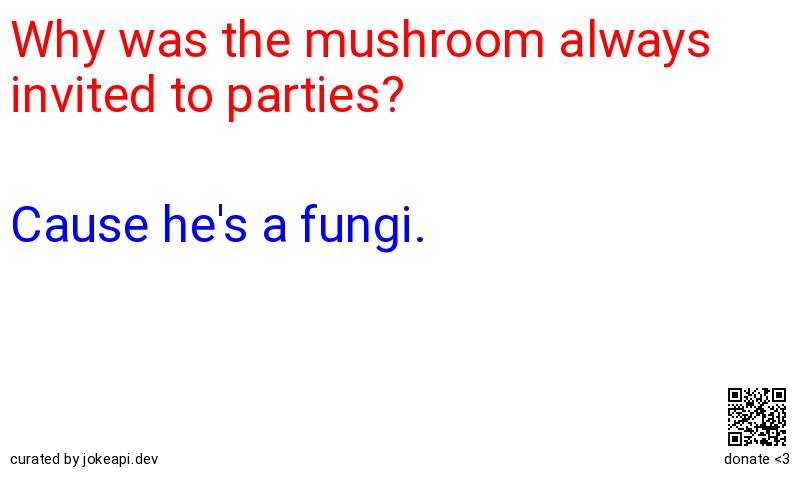 Why was the mushroom always
invited to parties?
Cause he's a fungi.
curated by jokeapi.dev
donate <3